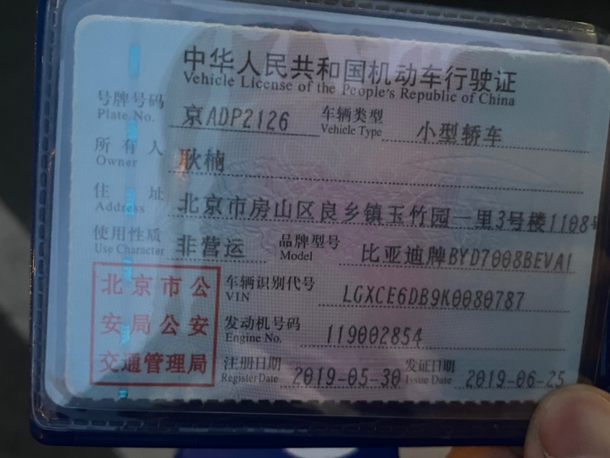 中华人民共和国机动车行驶证
Vehicle License of the People's Republic of China
号牌号码 京ADP2126 车辆类型 小型轿车
Plate No. Vehicle Type
所有人 耿楠
Owner
住址 北京市房山区良乡镇玉竹园一里3号楼1108号
Address
使用性质 非营运 品牌型号 比亚迪牌BYD7008BEVA1
Use Character Model
北京市公 车辆识别代号 LGXCE6DB9K0080787
VIN
安局公安 发动机号码 119002854
Engine No.
交通管理局 注册日期 2019-05-30 发证日期 2019-06-25
Register Date Issue Date